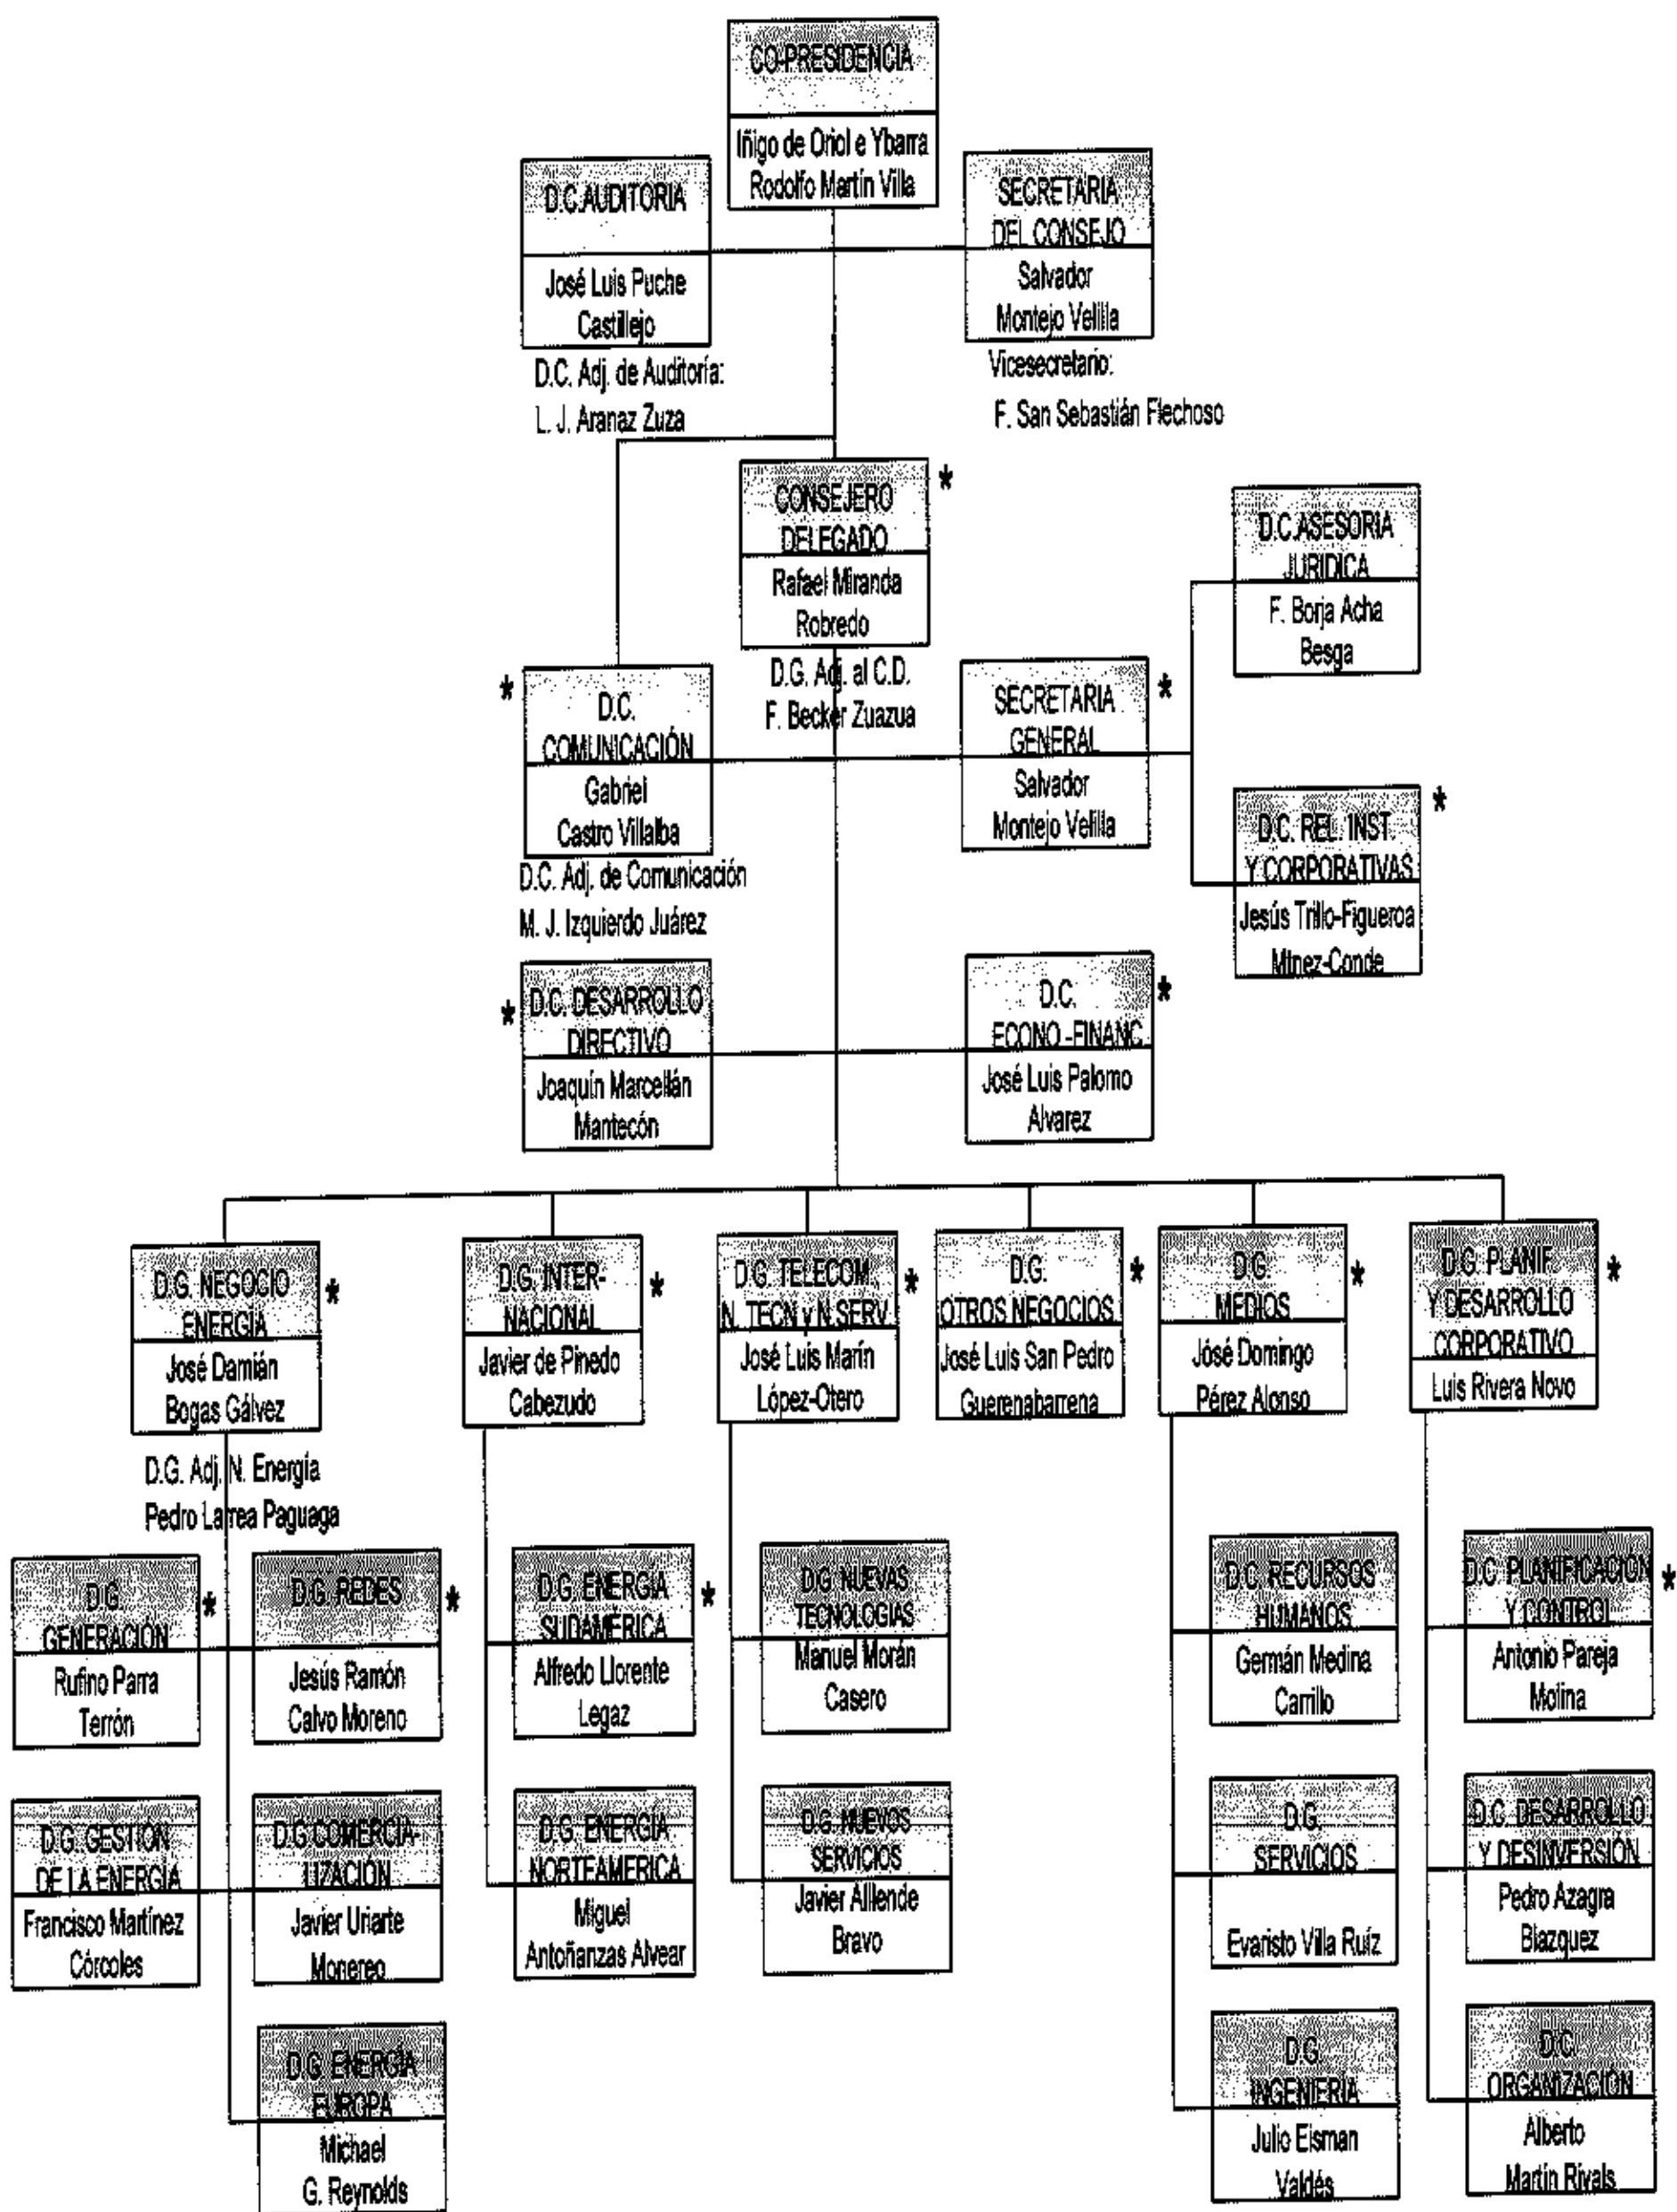 CO-PRESIDENCIA
Iñigo de Oriol e Ybarra
Rodolfo Martín Villa
D.C.AUDITORIA
José Luis Puche
Castillejo
D.C. Adj. de Auditoría:
L. J. Aranaz Zuza
SECRETARIA
DEL CONSEJO
Salvador
Montejo Velilla
Vicesecretario:
F. San Sebastián Flechoso
CONSEJERO
DELEGADO
*
Rafael Miranda
Robredo
D.G. Adj. al C.D.
F. Becker Zuazua
D.C.ASESORIA
JURIDICA
F. Borja Acha
Besga
*
D.C.
COMUNICACIÓN
Gabriel
Castro Villalba
D.C. Adj. de Comunicación
M. J. Izquierdo Juárez
SECRETARIA
GENERAL
*
Salvador
Montejo Velilla
D.C. REL. INST.
Y CORPORATIVAS
*
Jesús Trillo-Figueroa
Mtnez-Conde
*
D.C. DESARROLLO
DIRECTIVO
Joaquín Marcellán
Mantecón
D.C.
ECONO.-FINANC.
*
José Luis Palomo
Alvarez
D.G. NEGOCIO
ENERGÍA
*
José Damián
Bogas Gálvez
D.G. Adj. N. Energía
Pedro Larrea Paguaga
D.G. INTER-
NACIONAL
*
Javier de Pinedo
Cabezudo
D.G. TELECOM.,
N. TECN y N.SERV.
*
José Luis Marín
López-Otero
D.G.
OTROS NEGOCIOS
*
José Luis San Pedro
Guerenabarrena
D.G.
MEDIOS
*
José Domingo
Pérez Alonso
D.G. PLANIF.
Y DESARROLLO
CORPORATIVO
*
Luis Rivera Novo
D.G.
GENERACIÓN
*
Rufino Parra
Terrón
D.G. REDES
*
Jesús Ramón
Calvo Moreno
D.G. ENERGIA
SUDAMERICA
*
Alfredo Llorente
Legaz
D.G. NUEVAS
TECNOLOGIAS
Manuel Morán
Casero
D.C. RECURSOS
HUMANOS
Germán Medina
Carrillo
D.C. PLANIFICACIÓN
Y CONTROL
*
Antonio Pareja
Molina
D.G. GESTIÓN
DE LA ENERGÍA
Francisco Martínez
Córcoles
D.G.COMERCIA-
LIZACIÓN
Javier Uriarte
Monereo
D.G. ENERGIA
NORTEAMERICA
Miguel
Antoñanzas Alvear
D.G. NUEVOS
SERVICIOS
Javier Alllende
Bravo
D.G.
SERVICIOS
Evaristo Villa Ruíz
D.C. DESARROLLO
Y DESINVERSIÓN
Pedro Azagra
Blazquez
D.G. ENERGÍA
EUROPA
Michael
G. Reynolds
D.G.
INGENIERÍA
Julio Eisman
Valdés
D.C.
ORGANIZACIÓN
Alberto
Martín Rivals